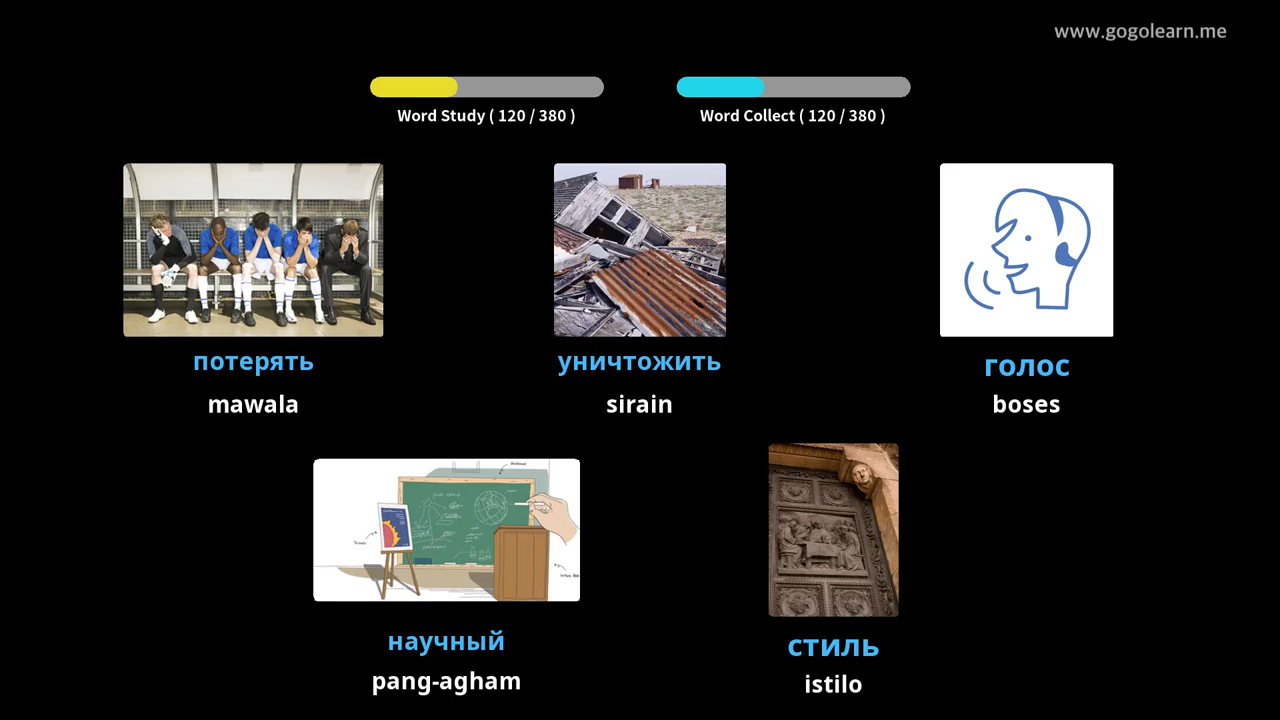 www.gogolearn.me
Word Study ( 120 / 380 )
Word Collect ( 120 / 380 )
потерять
mawala
уничтожить
sirain
голос
boses
научный
pang-agham
стиль
istilo